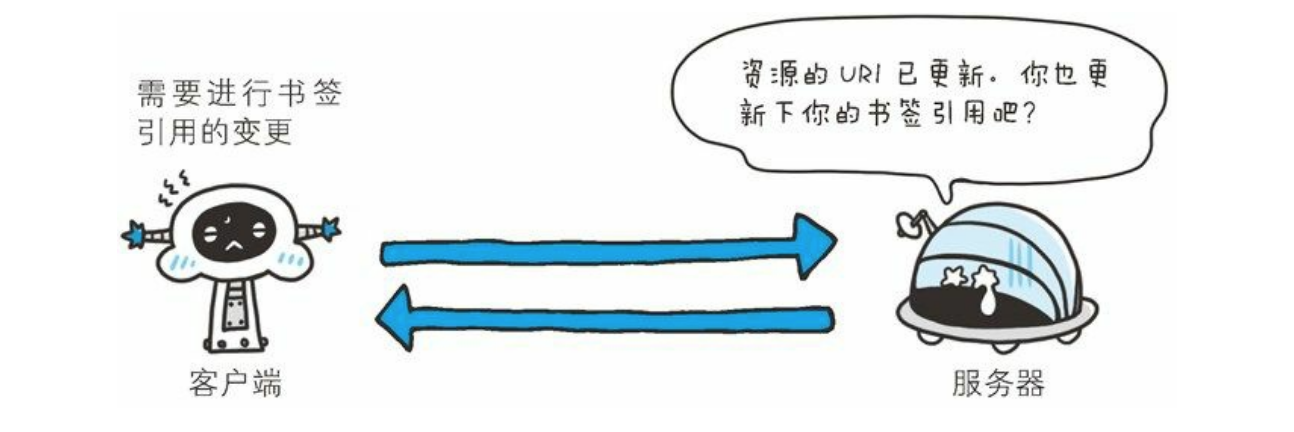 需要进行书签
引用的变更
资源的 URI 已更新。你也更
新下你的书签引用吧？
客户端
服务器